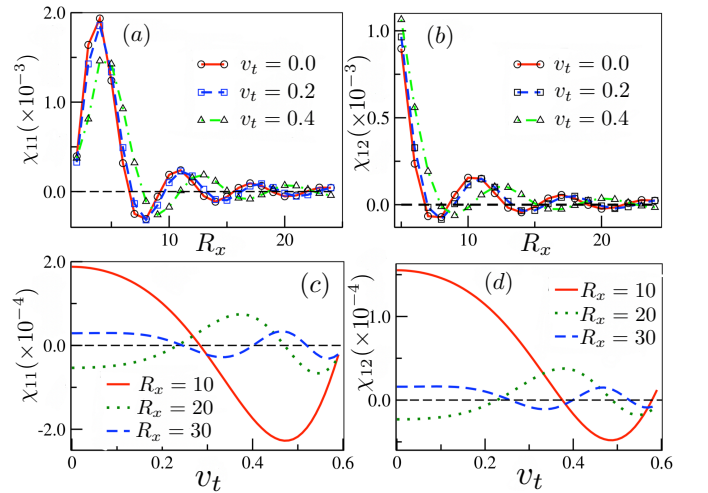 2.0
1.0
0.0
10
20
R_x
χ₁₁(×10⁻³)
(a)
v_t = 0.0
v_t = 0.2
v_t = 0.4
1.0
0.5
0.0
10
20
R_x
χ₁₂(×10⁻³)
(b)
v_t = 0.0
v_t = 0.2
v_t = 0.4
2.0
0.0
-2.0
0
0.2
0.4
0.6
v_t
χ₁₁(×10⁻⁴)
(c)
R_x = 10
R_x = 20
R_x = 30
1.0
0.0
0
0.2
0.4
0.6
v_t
χ₁₂(×10⁻⁴)
(d)
R_x = 10
R_x = 20
R_x = 30